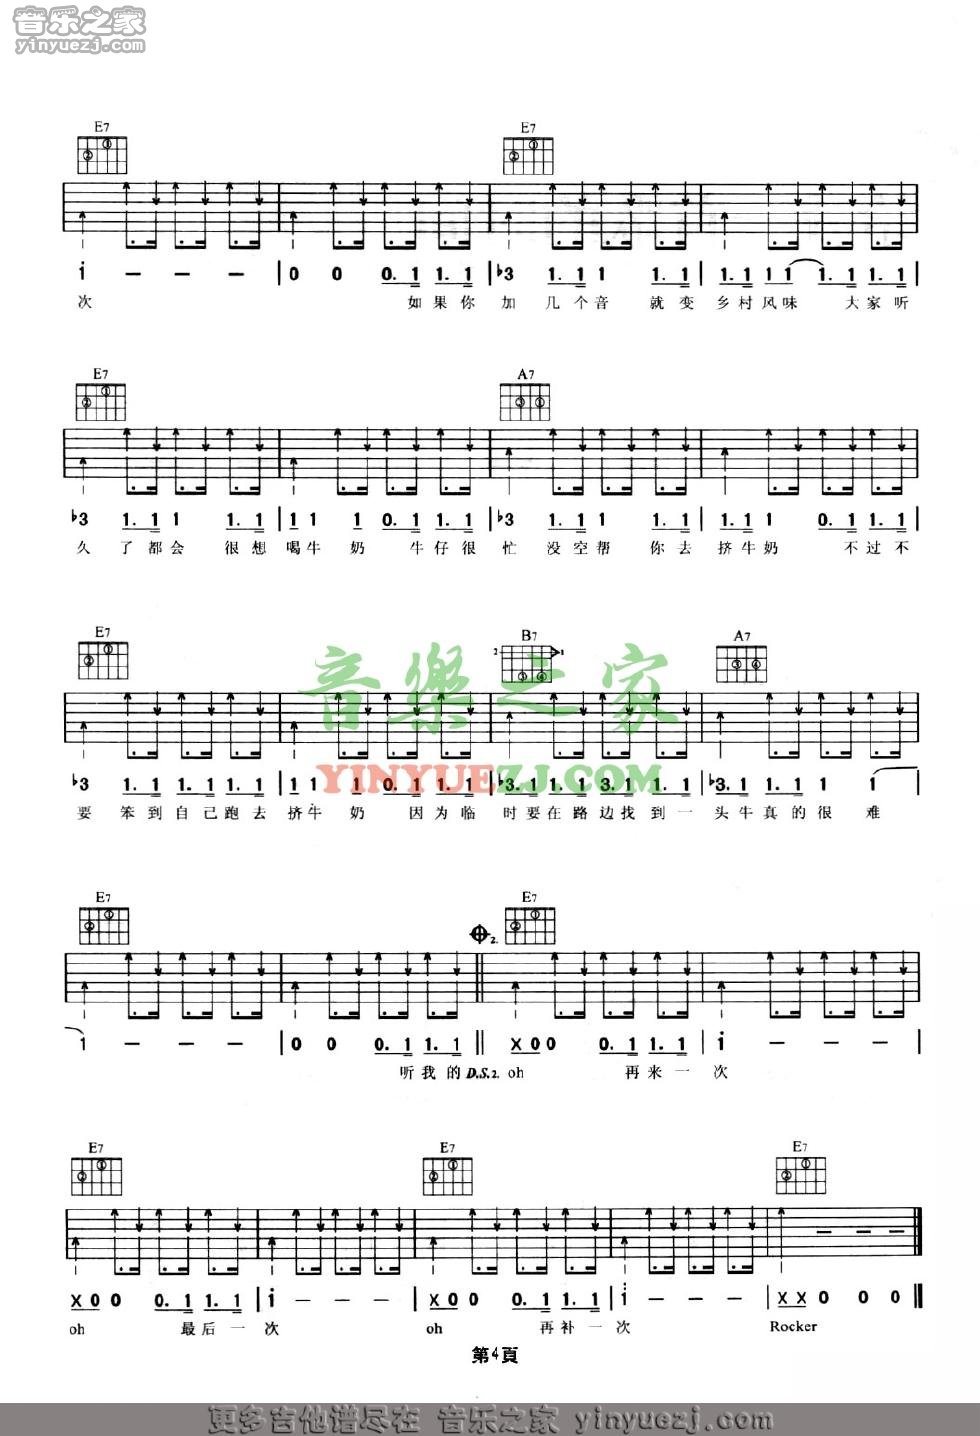 音乐之家
yinyuezj.com
E7 E7
i — — — | 0 0 0. 1 1. 1 | ♭3 1. 1 1 1. 1 | 1. 1 1 1 1. 1 1. 1 |
次 如果你 加 几个音 就变 乡村风味 大家听
E7 A7
♭3 1. 1 1 1. 1 | 1 1 1 0. 1 1. 1 | ♭3 1. 1 1 1. 1 | 1. 1 1 0. 1 1. 1 |
久 了都会 很想 喝牛奶 牛仔很 忙 没空帮 你去 挤牛奶 不过不
E7 B7 A7
2 1
音樂之家
♭3 1. 1 1. 1 1. 1 | 1 1 1 0. 1 1. 1 | ♭3. 1 1. 1 3. 1 1. 1 | ♭3. 1 1. 1 1 1 |
YINYUEZJ.COM
要 笨到自己跑去 挤牛奶 因为临 时要在路边找到一 头牛真的很 难
E7 2. E7
1 — — — | 0 0 0. 1 1. 1 || X 0 0 0. 1 1. 1 | i — — — |
听我的 D.S.2. oh 再来一 次
E7 E7 E7
X 0 0 0. 1 1. 1 | i — — — | X 0 0 0. 1 1. 1 | i — — — | X X 0 0 0 ||
oh 最后一 次 oh 再补一 次 Rocker
第4頁
更多吉他谱尽在 音乐之家 yinyuezj.com